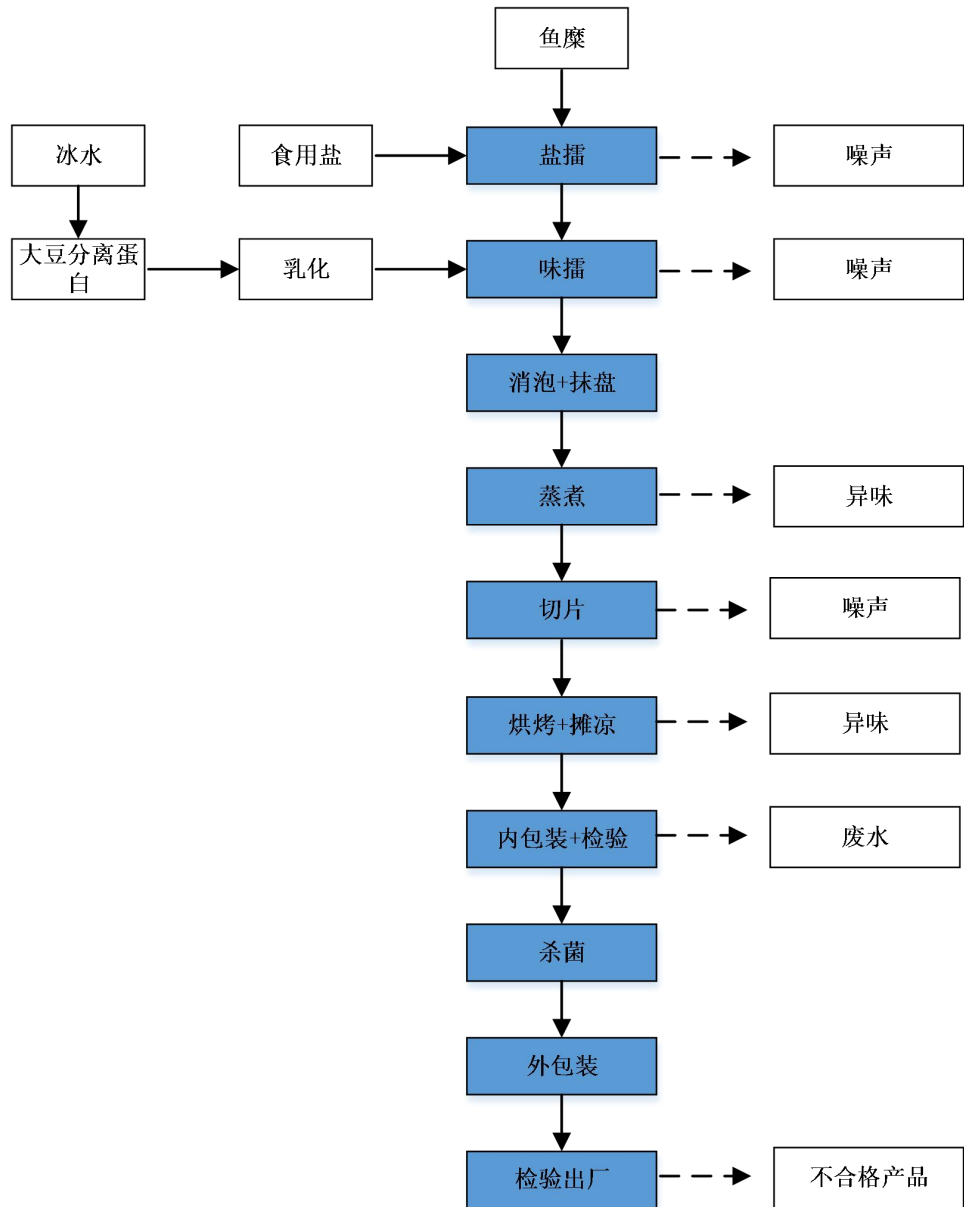 鱼糜
冰水
食用盐
盐擂
噪声
大豆分离蛋
白
乳化
味擂
噪声
消泡+抹盘
蒸煮
异味
切片
噪声
烘烤+摊凉
异味
内包装+检验
废水
杀菌
外包装
检验出厂
不合格产品